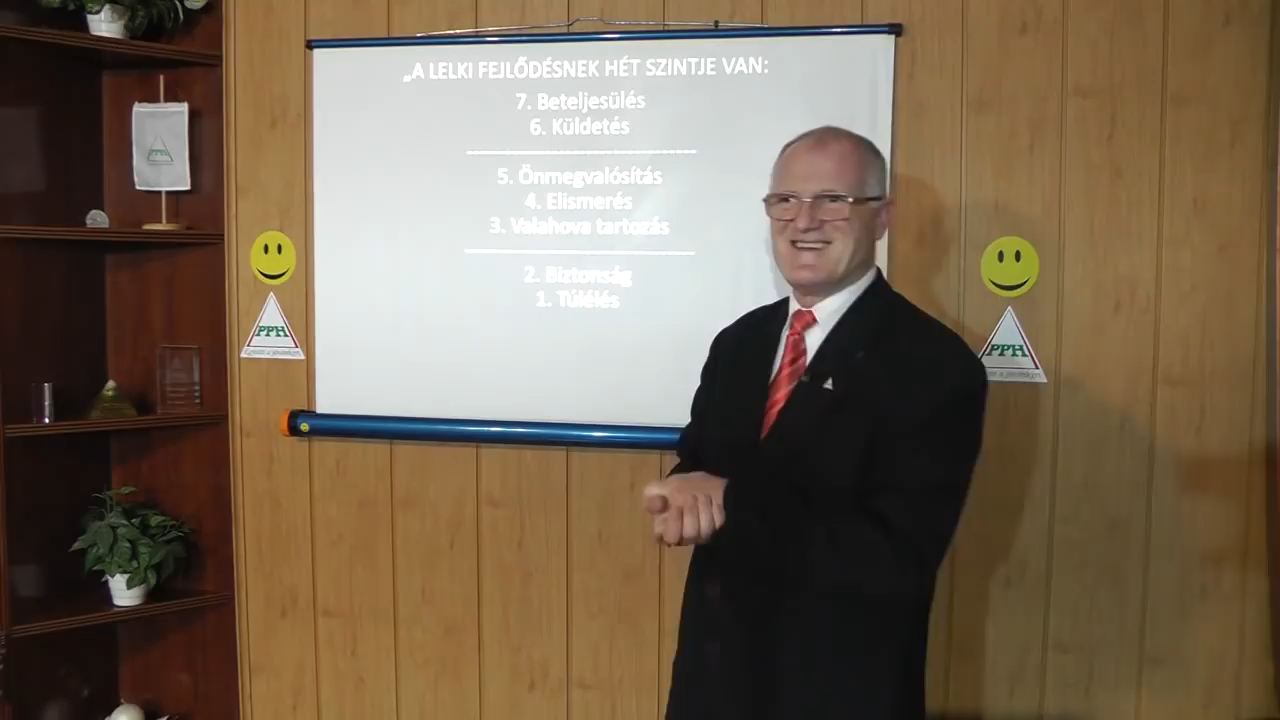 „A LELKI FEJLŐDÉSNEK HÉT SZINTJE VAN:
7. Beteljesülés
6. Küldetés
5. Önmegvalósítás
4. Elismerés
3. Valahova tartozás
2. Biztonság
1. Túlélés
PPH
PPH
PPH